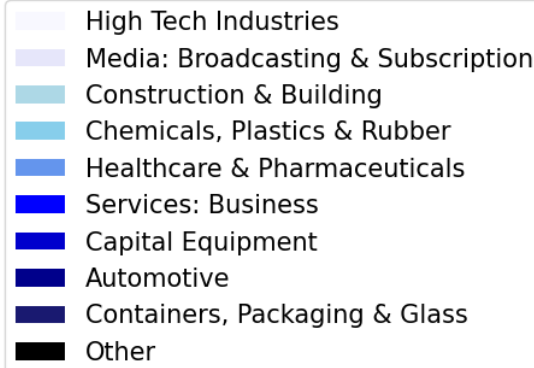 High Tech Industries
Media: Broadcasting & Subscription
Construction & Building
Chemicals, Plastics & Rubber
Healthcare & Pharmaceuticals
Services: Business
Capital Equipment
Automotive
Containers, Packaging & Glass
Other